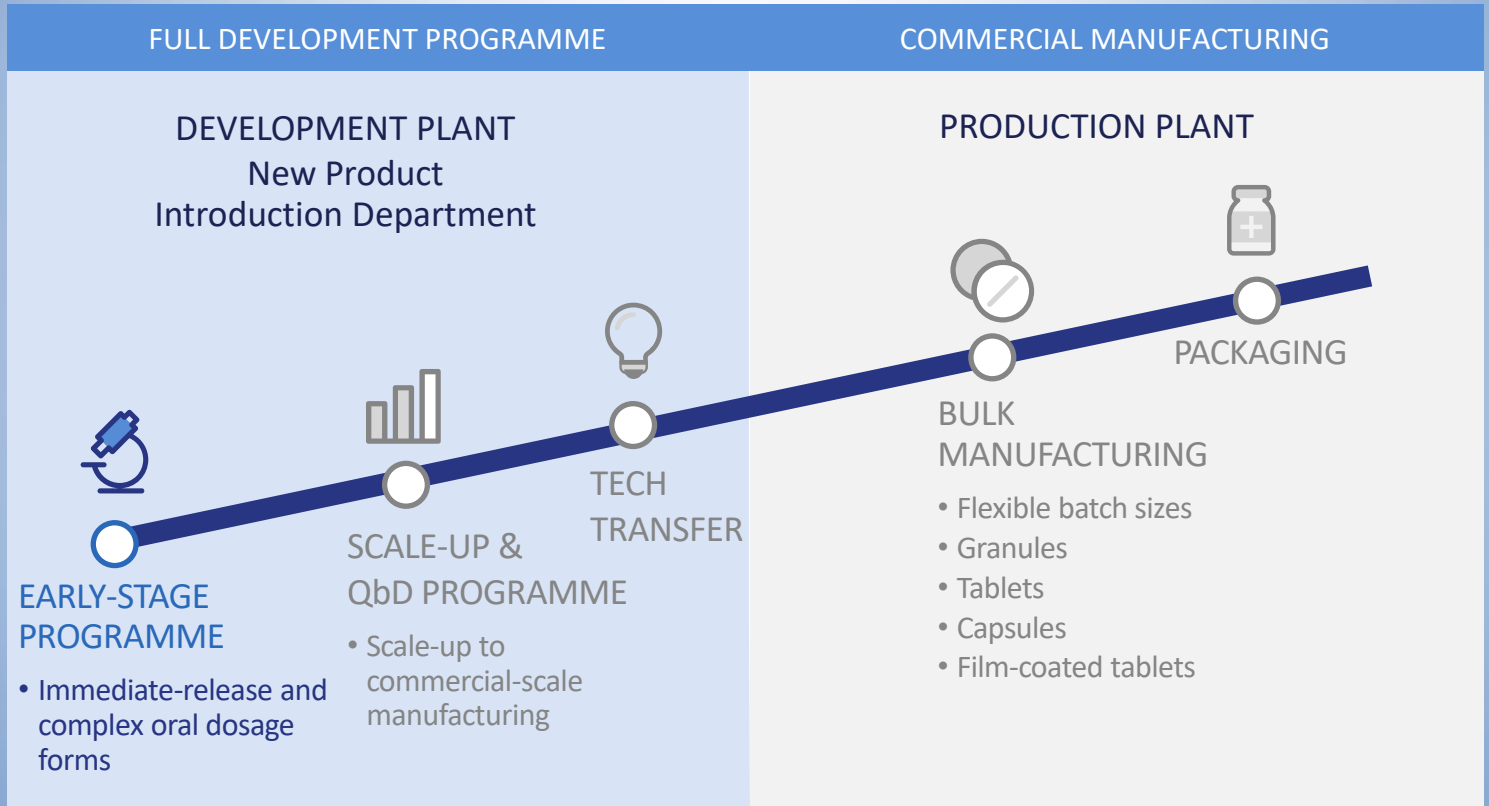 FULL DEVELOPMENT PROGRAMME
COMMERCIAL MANUFACTURING
DEVELOPMENT PLANT
New Product
Introduction Department
PRODUCTION PLANT
EARLY-STAGE
PROGRAMME
• Immediate-release and
complex oral dosage
forms
SCALE-UP &
QbD PROGRAMME
• Scale-up to
commercial-scale
manufacturing
TECH
TRANSFER
BULK
MANUFACTURING
• Flexible batch sizes
• Granules
• Tablets
• Capsules
• Film-coated tablets
PACKAGING